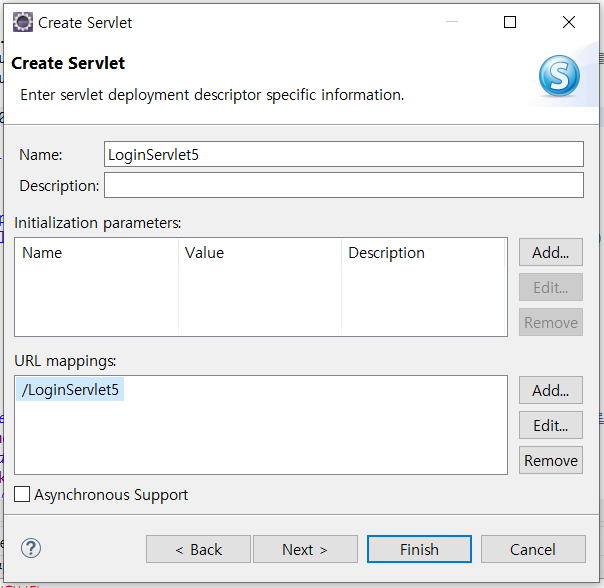 Create Servlet
Create Servlet
Enter servlet deployment descriptor specific information.
S
Name: LoginServlet5
Description:
Initialization parameters:
Name Value Description
Add...
Edit...
Remove
URL mappings:
/LoginServlet5
Add...
Edit...
Remove
Asynchronous Support
? < Back Next > Finish Cancel